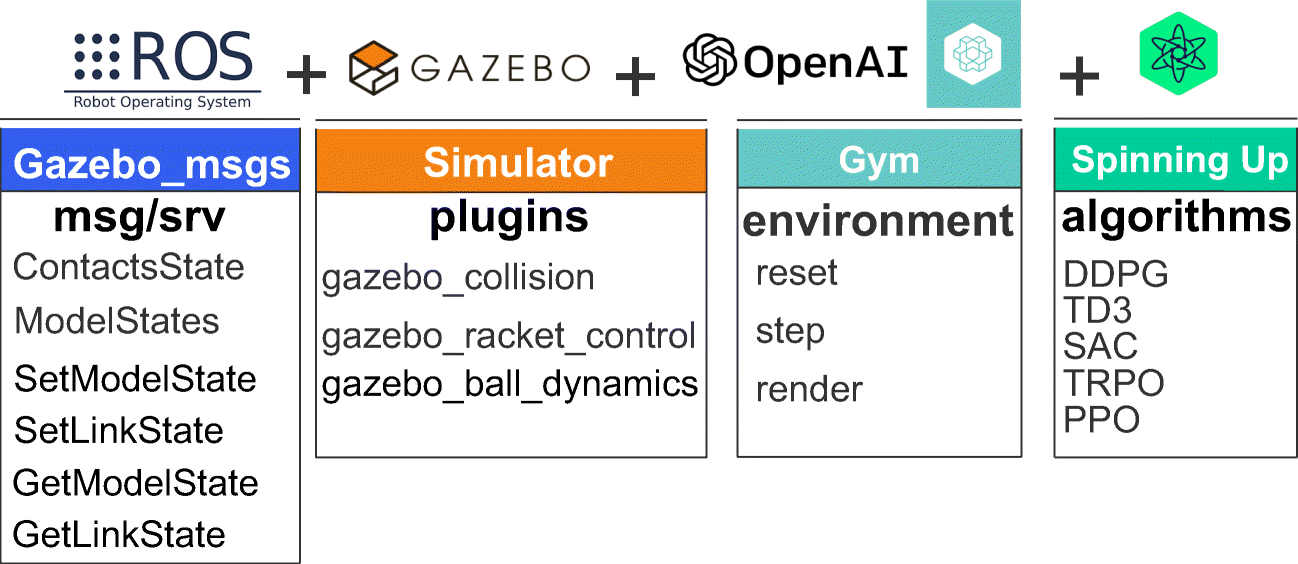 ROS
Robot Operating System
+
GAZEBO
+
OpenAI
+
Gazebo_msgs
msg/srv
ContactsState
ModelStates
SetModelState
SetLinkState
GetModelState
GetLinkState
Simulator
plugins
gazebo_collision
gazebo_racket_control
gazebo_ball_dynamics
Gym
environment
reset
step
render
Spinning Up
algorithms
DDPG
TD3
SAC
TRPO
PPO